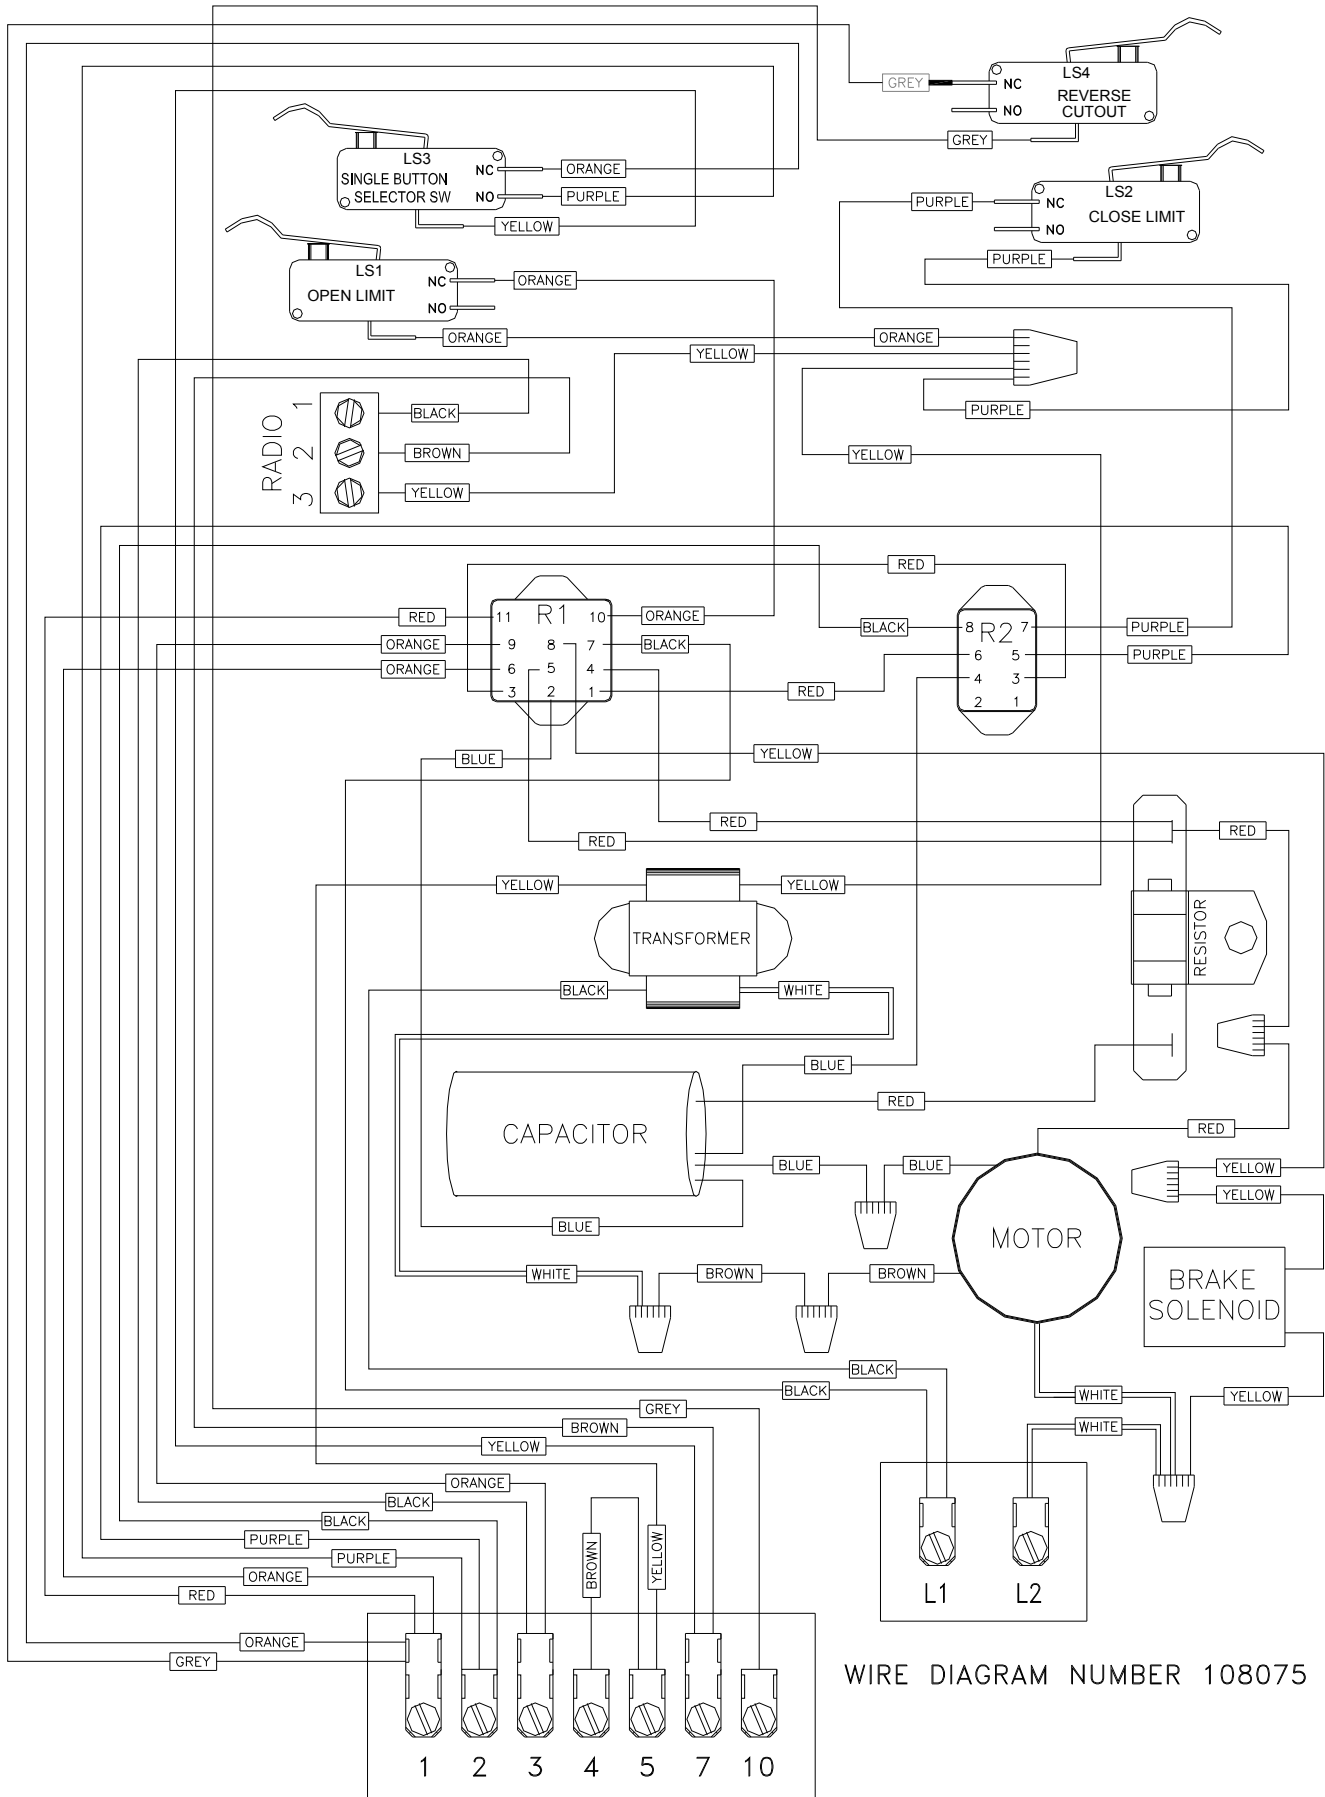 GREY
LS4
NC
REVERSE
NO
CUTOUT
GREY
LS3
NC
ORANGE
SINGLE BUTTON
SELECTOR SW
NO
PURPLE
YELLOW
LS2
PURPLE
NC
CLOSE LIMIT
NO
PURPLE
LS1
NC
ORANGE
OPEN LIMIT
NO
ORANGE
ORANGE
YELLOW
PURPLE
RADIO
1
BLACK
2
BROWN
3
YELLOW
YELLOW
RED
RED
11
R1
10
ORANGE
ORANGE
9
8
7
BLACK
ORANGE
6
5
4
3
2
1
RED
BLACK
8
R2
7
PURPLE
6
5
PURPLE
4
3
2
1
BLUE
YELLOW
RED
RED
RED
YELLOW
YELLOW
TRANSFORMER
RESISTOR
BLACK
WHITE
BLUE
RED
CAPACITOR
RED
BLUE
BLUE
YELLOW
YELLOW
BLUE
MOTOR
WHITE
BROWN
BROWN
BRAKE
SOLENOID
BLACK
BLACK
WHITE
YELLOW
GREY
BROWN
WHITE
YELLOW
ORANGE
BLACK
BLACK
PURPLE
PURPLE
BROWN
YELLOW
ORANGE
RED
L1
L2
ORANGE
GREY
WIRE DIAGRAM NUMBER 108075
1 2 3 4 5 7 10